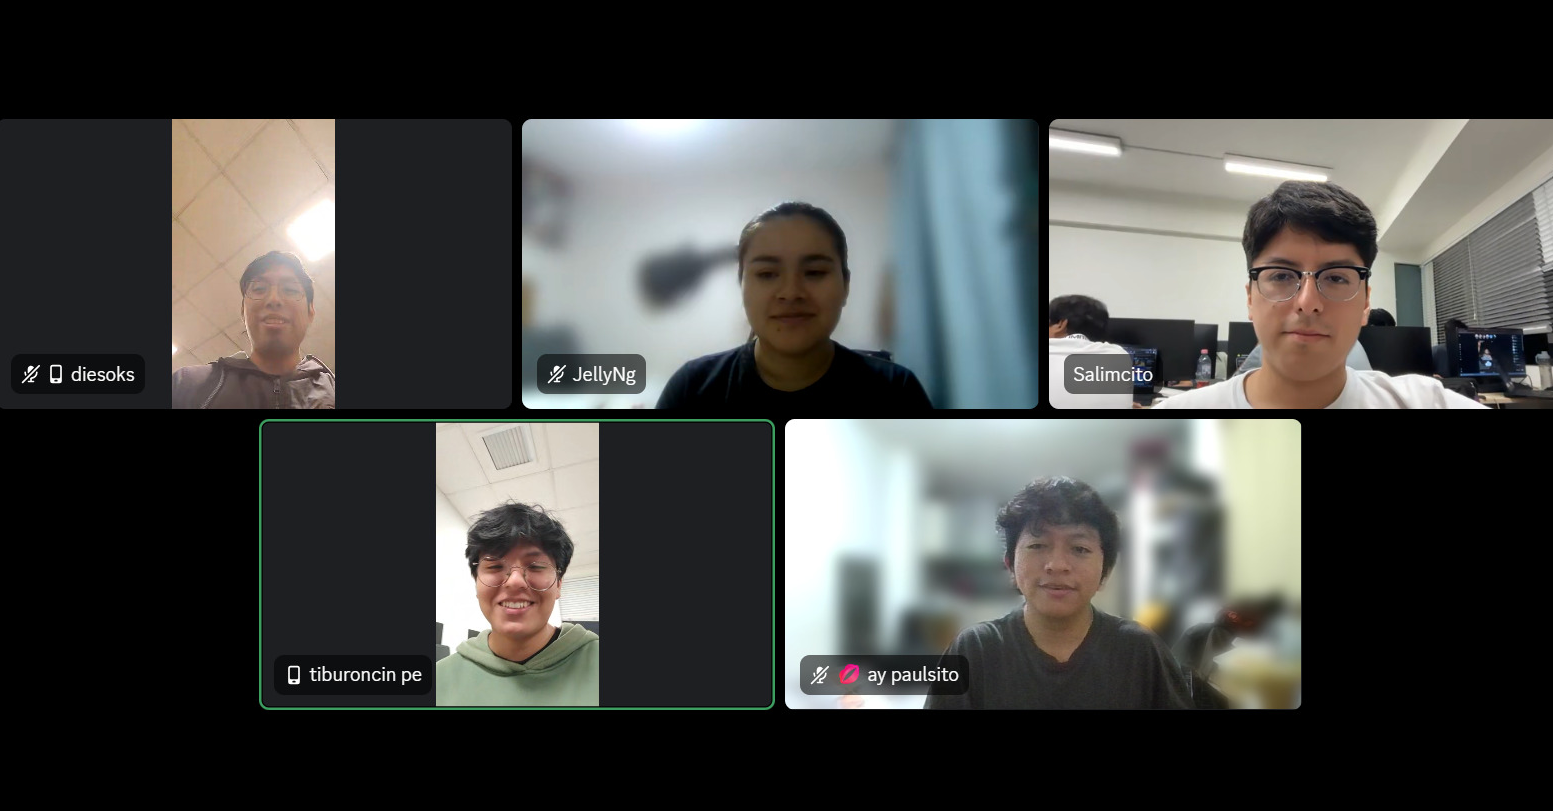 diesoks
JellyNg
Salimcito
tiburoncin pe
ay paulsito